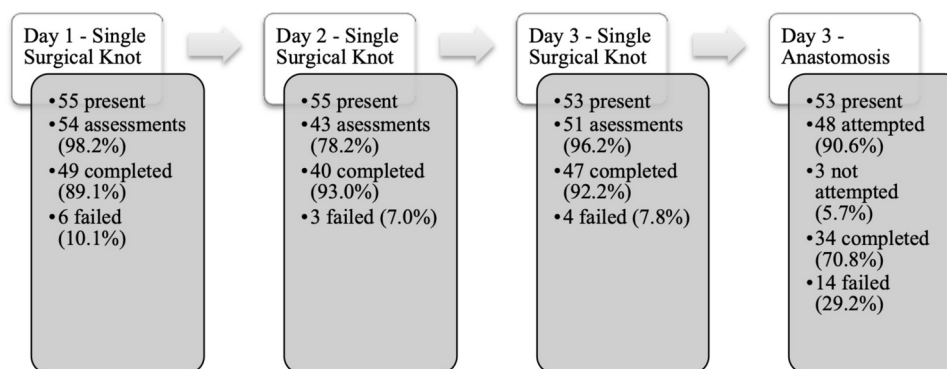 Day 1 - Single
Surgical Knot
•55 present
•54 assessments
(98.2%)
•49 completed
(89.1%)
•6 failed
(10.1%)
Day 2 - Single
Surgical Knot
•55 present
•43 asessments
(78.2%)
•40 completed
(93.0%)
•3 failed (7.0%)
Day 3 - Single
Surgical Knot
•53 present
•51 asessments
(96.2%)
•47 completed
(92.2%)
•4 failed (7.8%)
Day 3 -
Anastomosis
•53 present
•48 attempted
(90.6%)
•3 not
attempted
(5.7%)
•34 completed
(70.8%)
•14 failed
(29.2%)